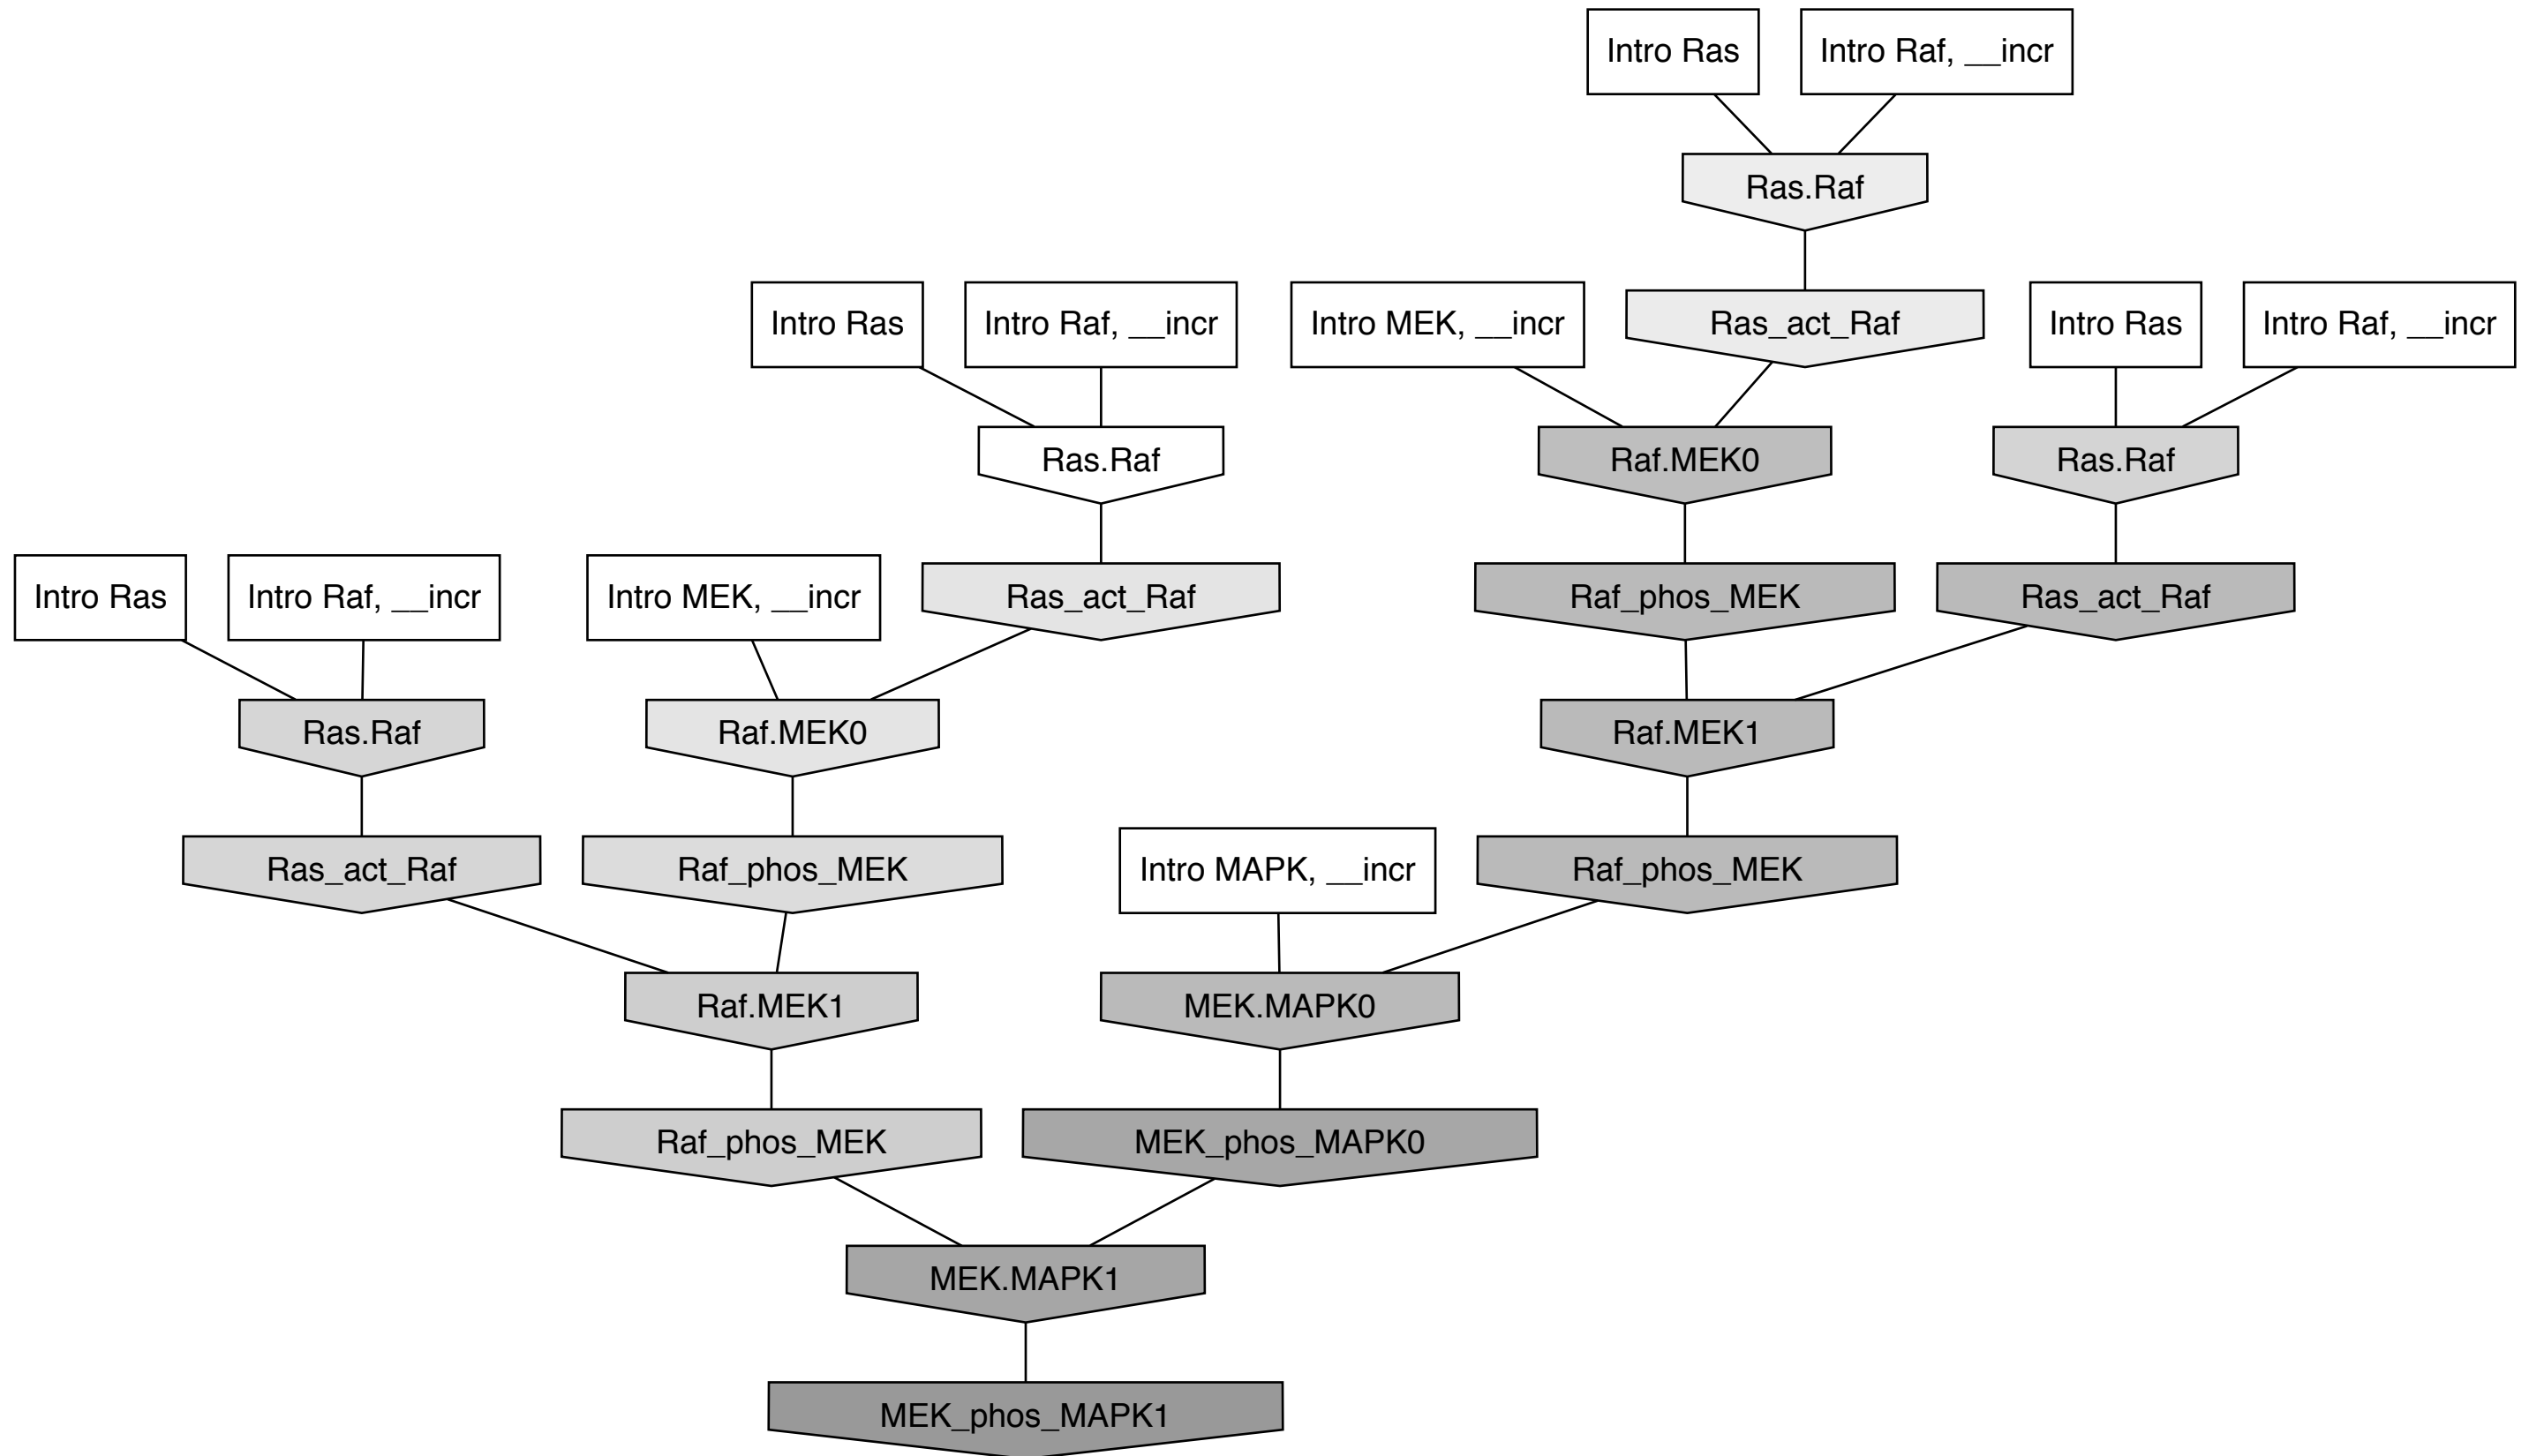 Intro Ras
Intro Raf, __incr
Ras.Raf
Intro Ras
Intro Raf, __incr
Intro MEK, __incr
Ras_act_Raf
Intro Ras
Intro Raf, __incr
Ras.Raf
Raf.MEK0
Ras.Raf
Intro Ras
Intro Raf, __incr
Intro MEK, __incr
Ras_act_Raf
Raf_phos_MEK
Ras_act_Raf
Ras.Raf
Raf.MEK0
Raf.MEK1
Ras_act_Raf
Raf_phos_MEK
Intro MAPK, __incr
Raf_phos_MEK
Raf.MEK1
MEK.MAPK0
Raf_phos_MEK
MEK_phos_MAPK0
MEK.MAPK1
MEK_phos_MAPK1